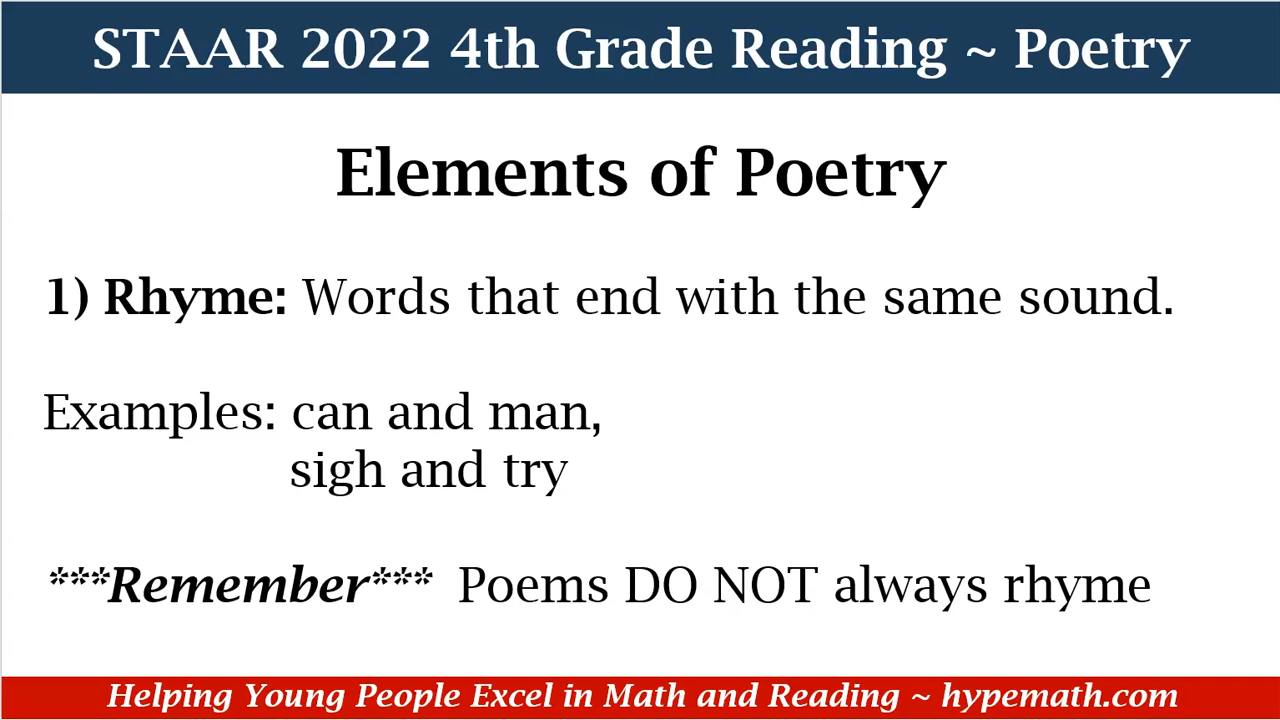 STAAR 2022 4th Grade Reading ~ Poetry
Elements of Poetry
1) Rhyme: Words that end with the same sound.
Examples: can and man,
sigh and try
***Remember*** Poems DO NOT always rhyme
Helping Young People Excel in Math and Reading ~ hypemath.com